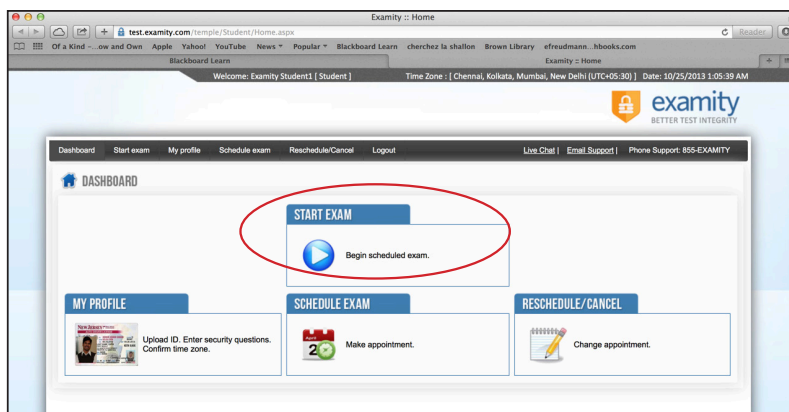 Examity :: Home
test.examity.com/temple/Student/Home.aspx
Reader
Of a Kind -...ow and Own Apple Yahoo! YouTube News Popular Blackboard Learn cherchez la shallon Brown Library efreudmann...hbooks.com
Blackboard Learn Examity :: Home
Welcome: Examity Student1 [ Student ] Time Zone : [ Chennai, Kolkata, Mumbai, New Delhi (UTC+05:30) ] Date: 10/25/2013 1:05:39 AM
examity
BETTER TEST INTEGRITY
Dashboard Start exam My profile Schedule exam Reschedule/Cancel Logout Live Chat | Email Support | Phone Support: 855-EXAMITY
DASHBOARD
START EXAM
Begin scheduled exam.
MY PROFILE
Upload ID. Enter security questions.
Confirm time zone.
SCHEDULE EXAM
Make appointment.
RESCHEDULE/CANCEL
Change appointment.